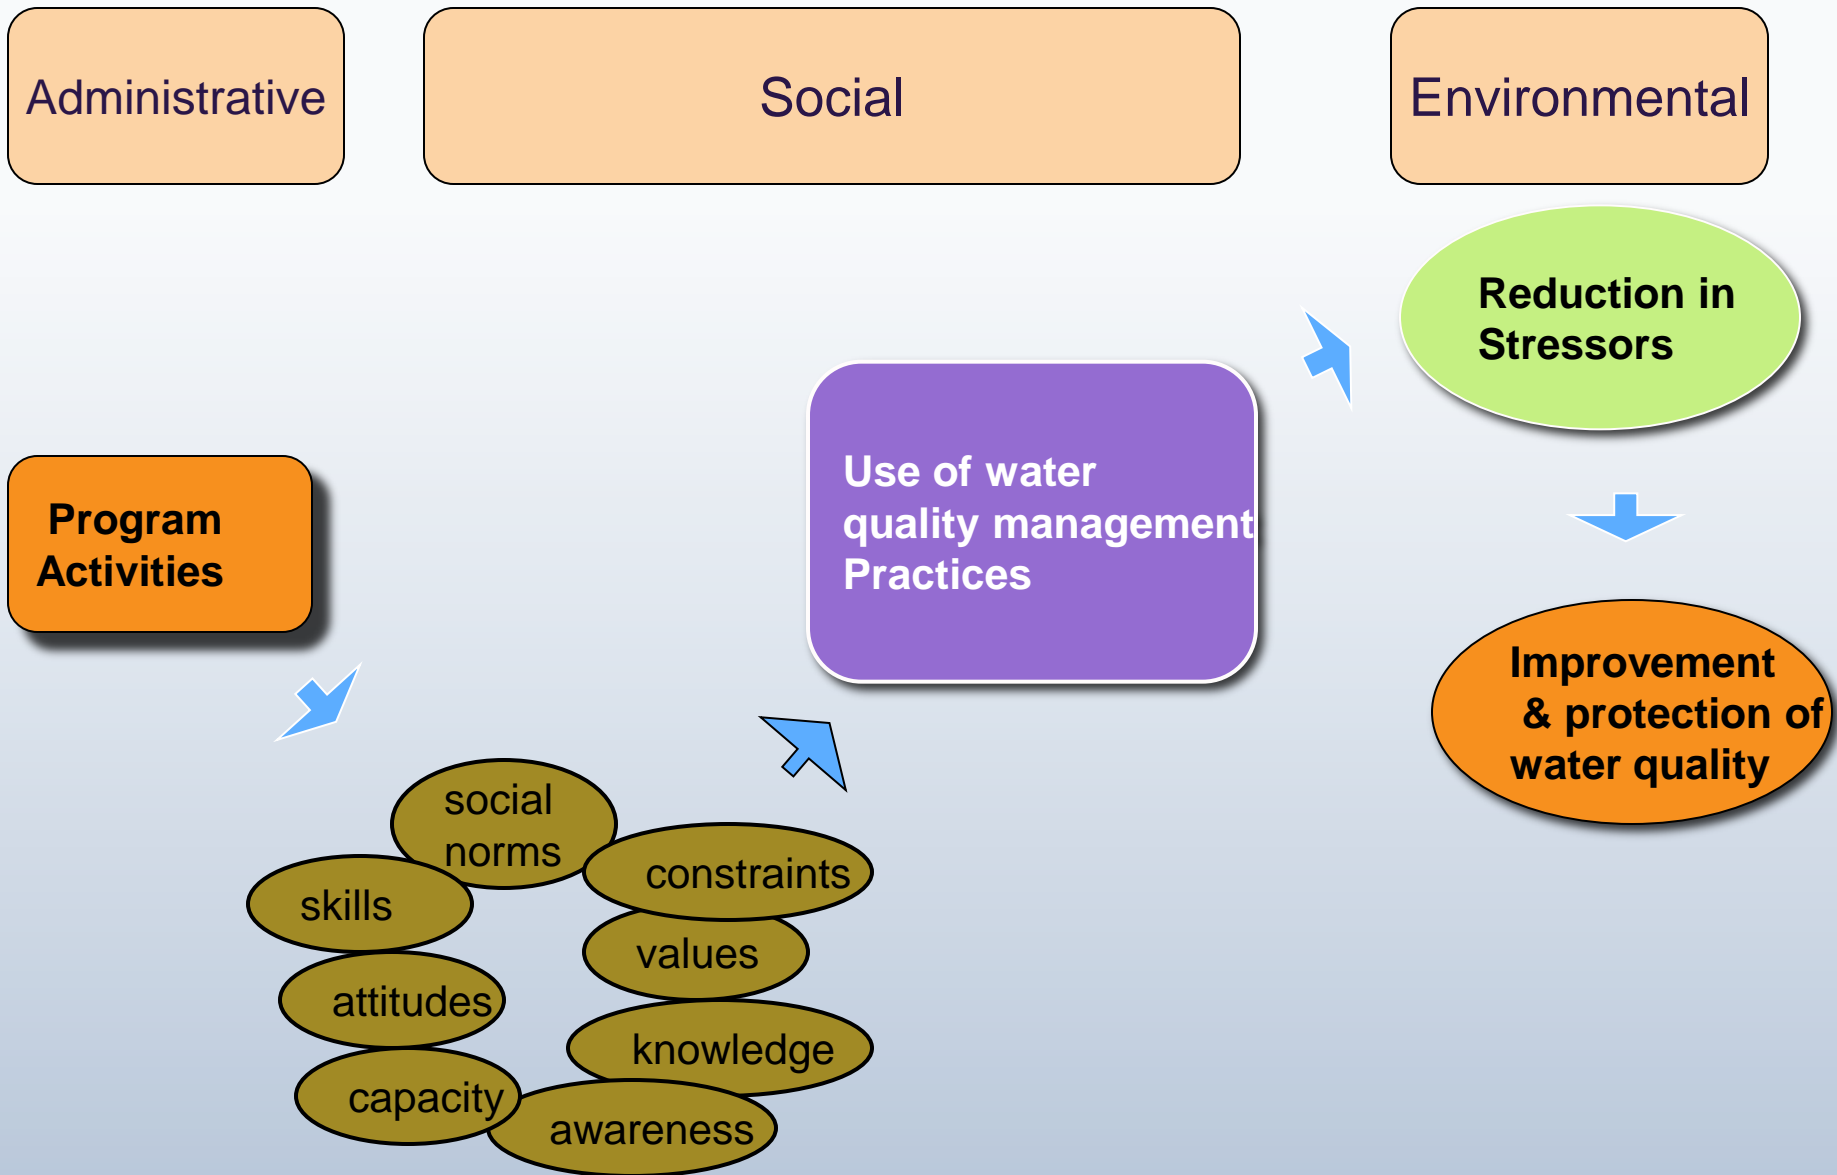 Administrative
Social
Environmental
Reduction in
Stressors
Use of water
quality management
Practices
Program
Activities
Improvement
& protection of
water quality
social
norms
constraints
skills
values
attitudes
knowledge
capacity
awareness